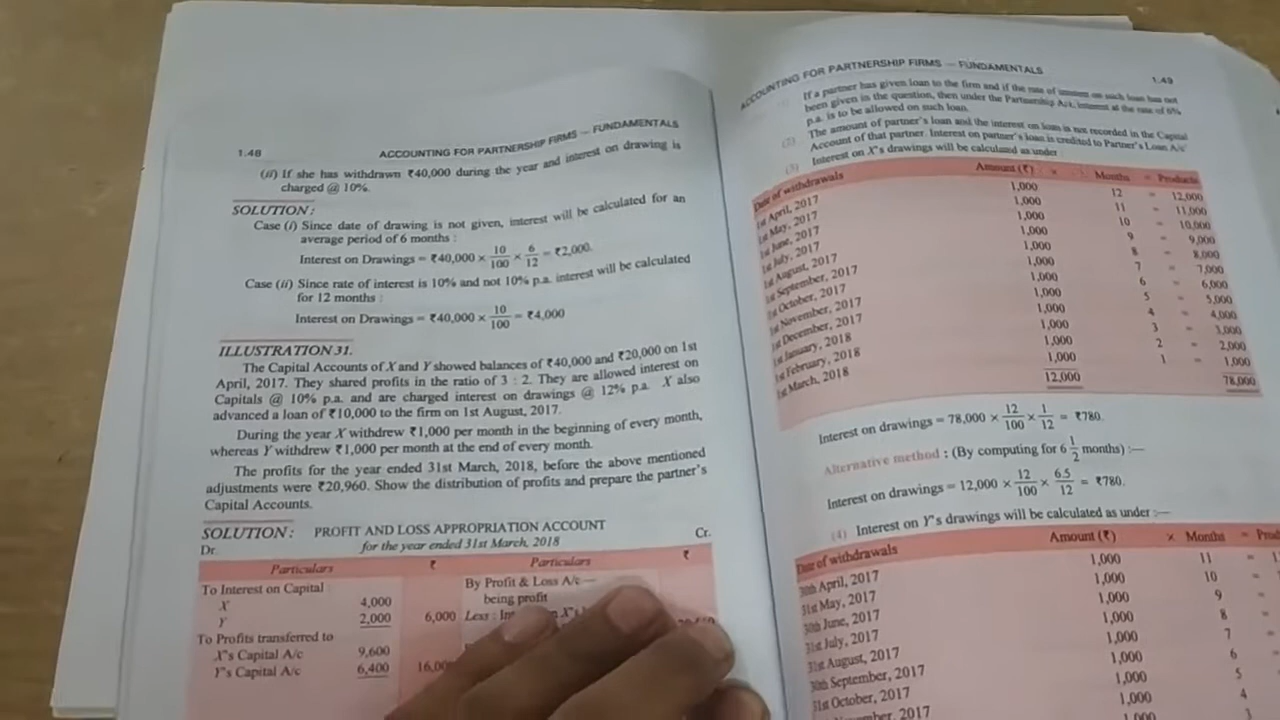 1.48 ACCOUNTING FOR PARTNERSHIP FIRMS – FUNDAMENTALS
(ii) If she has withdrawn ₹40,000 during the year and interest on drawing is
charged @ 10%.
SOLUTION:
Case (i) Since date of drawing is not given, interest will be calculated for an
average period of 6 months :
Interest on Drawings = ₹40,000 × 10/100 × 6/12 = ₹2,000.
Case (ii) Since rate of interest is 10% and not 10% p.a. interest will be calculated
for 12 months :
Interest on Drawings = ₹40,000 × 10/100 = ₹4,000
ILLUSTRATION 31.
The Capital Accounts of X and Y showed balances of ₹40,000 and ₹20,000 on 1st
April, 2017. They shared profits in the ratio of 3 : 2. They are allowed interest on
Capitals @ 10% p.a. and are charged interest on drawings @ 12% p.a. X also
advanced a loan of ₹10,000 to the firm on 1st August, 2017.
During the year X withdrew ₹1,000 per month in the beginning of every month,
whereas Y withdrew ₹1,000 per month at the end of every month.
The profits for the year ended 31st March, 2018, before the above mentioned
adjustments were ₹20,960. Show the distribution of profits and prepare the partner's
Capital Accounts.
SOLUTION: PROFIT AND LOSS APPROPRIATION ACCOUNT
Dr. for the year ended 31st March, 2018 Cr.
Particulars ₹ Particulars ₹
To Interest on Capital By Profit & Loss A/c —
X 4,000 being profit
Y 2,000 6,000 Less : X's
To Profits transferred to
X's Capital A/c 9,600
Y's Capital A/c 6,400 16,00
ACCOUNTING FOR PARTNERSHIP FIRMS – FUNDAMENTALS 1.49
If a partner has given loan to the firm and if the rate of interest on such loan has not
been given in the question, then under the Partnership Act, interest at the rate of 6%
p.a. is to be allowed on such loan.
(2) The amount of partner's loan and the interest on loan is not recorded in the Capital
Account of that partner. Interest on partner's loan is credited to Partner's Loan A/c
Interest on X's drawings will be calculated as under
Date of withdrawals Amount (₹) × Months = Products
1st April, 2017 1,000 12 = 12,000
1st May, 2017 1,000 11 = 11,000
1st June, 2017 1,000 10 = 10,000
1st July, 2017 1,000 9 = 9,000
1st August, 2017 1,000 8 = 8,000
1st September, 2017 1,000 7 = 7,000
1st October, 2017 1,000 6 = 6,000
1st November, 2017 1,000 5 = 5,000
1st December, 2017 1,000 4 = 4,000
1st January, 2018 1,000 3 = 3,000
1st February, 2018 1,000 2 = 2,000
1st March, 2018 1,000 1 = 1,000
12,000 78,000
Interest on drawings = 78,000 × 12/100 × 1/12 = ₹780.
Alternative method : (By computing for 6 1/2 months) :—
Interest on drawings = 12,000 × 12/100 × 6.5/12 = ₹780.
(4) Interest on Y's drawings will be calculated as under :—
Date of withdrawals Amount (₹) × Months = Prod
30th April, 2017 1,000 11 =
31st May, 2017 1,000 10 =
30th June, 2017 1,000 9 =
31st July, 2017 1,000 8 =
31st August, 2017 1,000 7 =
30th September, 2017 1,000 6 =
31st October, 2017 1,000 5
1,000 4
2017 1,000 3